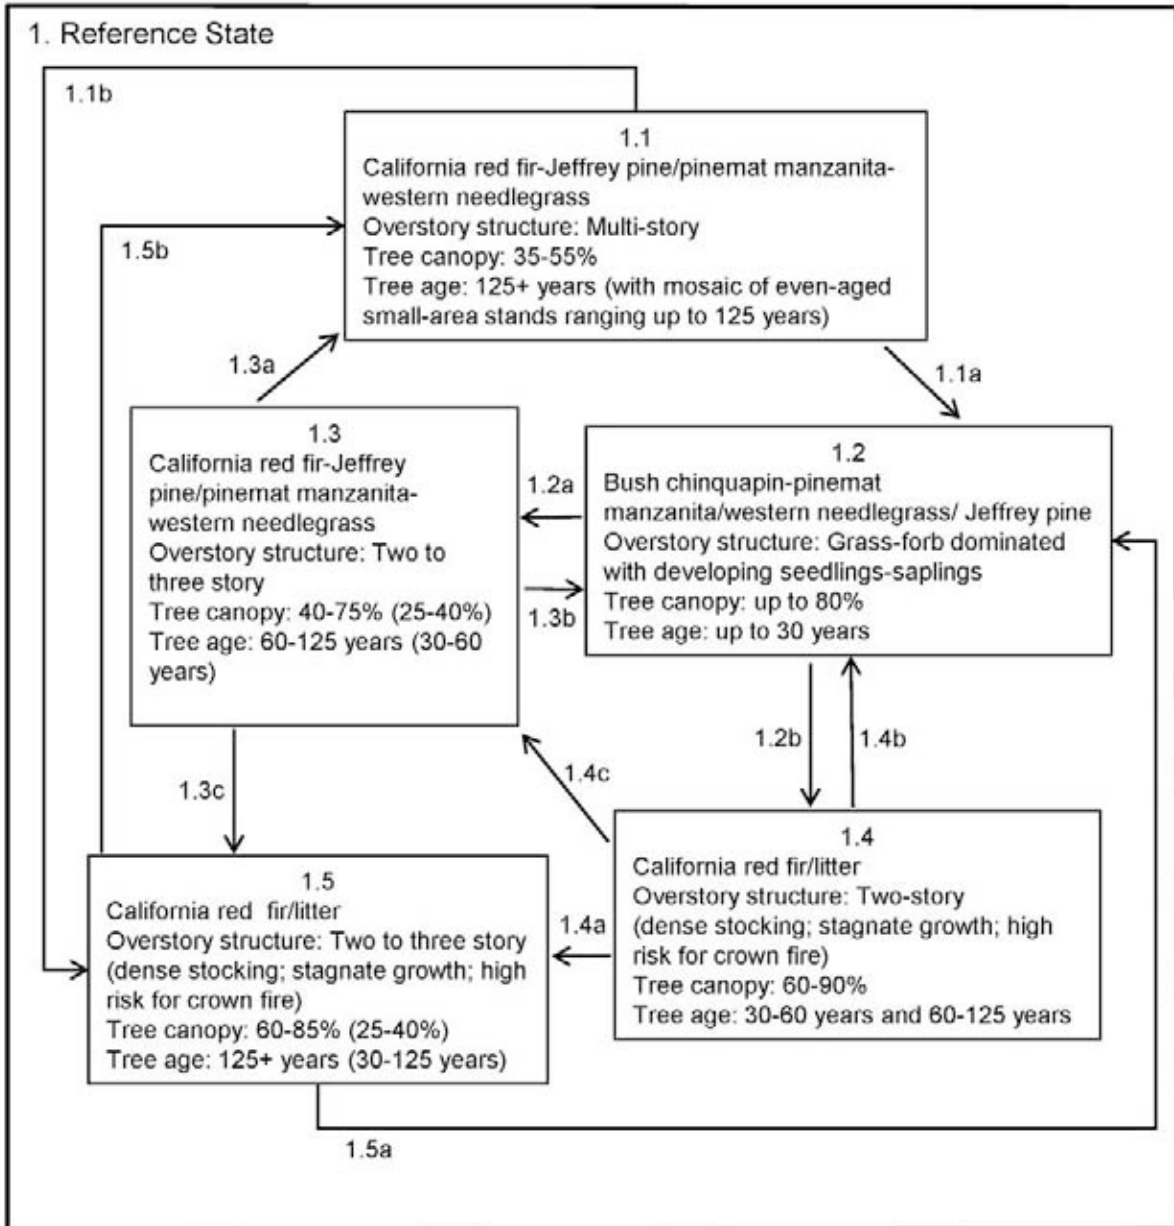 1. Reference State
1.1b
1.1
California red fir-Jeffrey pine/pinemat manzanita-
western needlegrass
Overstory structure: Multi-story
Tree canopy: 35-55%
Tree age: 125+ years (with mosaic of even-aged
small-area stands ranging up to 125 years)
1.5b
1.3a
1.1a
1.3
California red fir-Jeffrey
pine/pinemat manzanita-
western needlegrass
Overstory structure: Two to
three story
Tree canopy: 40-75% (25-40%)
Tree age: 60-125 years (30-60
years)
1.2a
1.3b
1.2
Bush chinquapin-pinemat
manzanita/western needlegrass/ Jeffrey pine
Overstory structure: Grass-forb dominated
with developing seedlings-saplings
Tree canopy: up to 80%
Tree age: up to 30 years
1.3c
1.4c
1.2b
1.4b
1.5
California red  fir/litter
Overstory structure: Two to three story
(dense stocking; stagnate growth; high
risk for crown fire)
Tree canopy: 60-85% (25-40%)
Tree age: 125+ years (30-125 years)
1.4a
1.4
California red fir/litter
Overstory structure: Two-story
(dense stocking; stagnate growth; high
risk for crown fire)
Tree canopy: 60-90%
Tree age: 30-60 years and 60-125 years
1.5a